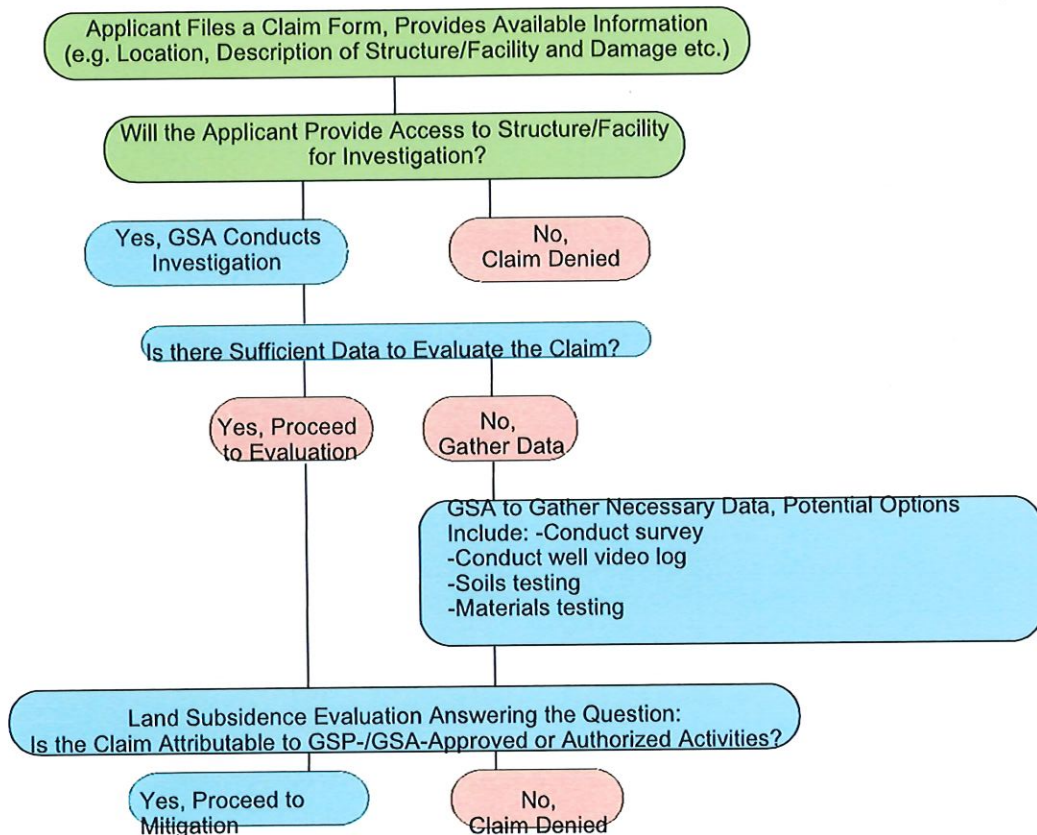 Applicant Files a Claim Form, Provides Available Information
(e.g. Location, Description of Structure/Facility and Damage etc.)
Will the Applicant Provide Access to Structure/Facility
for Investigation?
Yes, GSA Conducts
Investigation
No,
Claim Denied
Is there Sufficient Data to Evaluate the Claim?
Yes, Proceed
to Evaluation
No,
Gather Data
GSA to Gather Necessary Data, Potential Options
Include: -Conduct survey
-Conduct well video log
-Soils testing
-Materials testing
Land Subsidence Evaluation Answering the Question:
Is the Claim Attributable to GSP-/GSA-Approved or Authorized Activities?
Yes, Proceed to
Mitigation
No,
Claim Denied